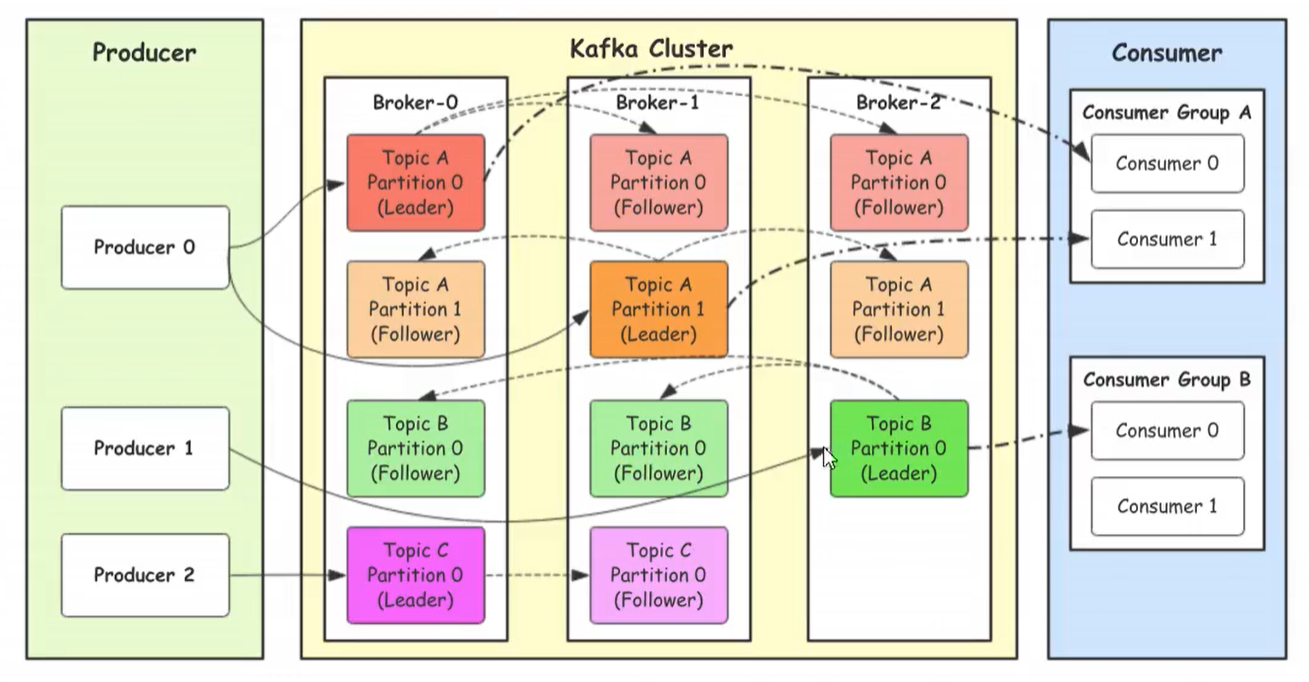 Producer
Producer 0
Producer 1
Producer 2
Kafka Cluster
Broker-0
Topic A
Partition 0
(Leader)
Topic A
Partition 1
(Follower)
Topic B
Partition 0
(Follower)
Topic C
Partition 0
(Leader)
Broker-1
Topic A
Partition 0
(Follower)
Topic A
Partition 1
(Leader)
Topic B
Partition 0
(Follower)
Topic C
Partition 0
(Follower)
Broker-2
Topic A
Partition 0
(Follower)
Topic A
Partition 1
(Follower)
Topic B
Partition 0
(Leader)
Consumer
Consumer Group A
Consumer 0
Consumer 1
Consumer Group B
Consumer 0
Consumer 1